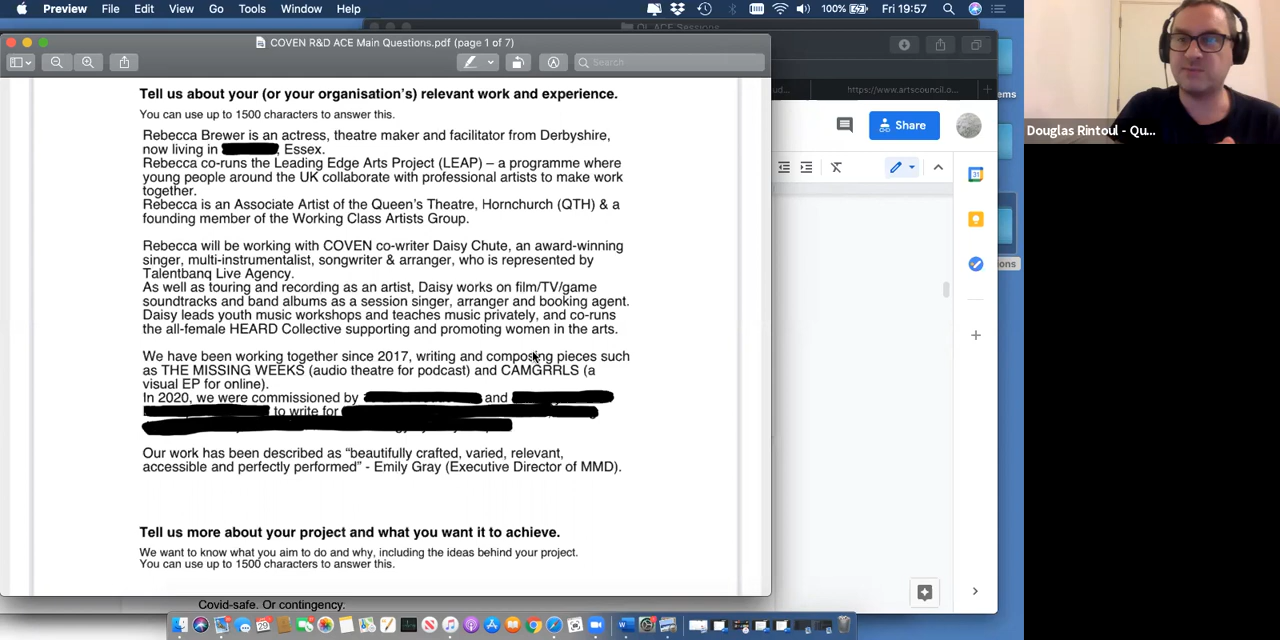 Preview File Edit View Go Tools Window Help
100% Fri 19:57
QLACE Sessions
COVEN R&D ACE Main Questions.pdf (page 1 of 7)
Search
https://www.artscouncil.o...
Share
Tell us about your (or your organisation's) relevant work and experience.
You can use up to 1500 characters to answer this.
Rebecca Brewer is an actress, theatre maker and facilitator from Derbyshire,
now living in , Essex.
Rebecca co-runs the Leading Edge Arts Project (LEAP) – a programme where
young people around the UK collaborate with professional artists to make work
together.
Rebecca is an Associate Artist of the Queen's Theatre, Hornchurch (QTH) & a
founding member of the Working Class Artists Group.
Rebecca will be working with COVEN co-writer Daisy Chute, an award-winning
singer, multi-instrumentalist, songwriter & arranger, who is represented by
Talentbanq Live Agency.
As well as touring and recording as an artist, Daisy works on film/TV/game
soundtracks and band albums as a session singer, arranger and booking agent.
Daisy leads youth music workshops and teaches music privately, and co-runs
the all-female HEARD Collective supporting and promoting women in the arts.
We have been working together since 2017, writing and composing pieces such
as THE MISSING WEEKS (audio theatre for podcast) and CAMGRRLS (a
visual EP for online).
In 2020, we were commissioned by and
to write for
Our work has been described as “beautifully crafted, varied, relevant,
accessible and perfectly performed” - Emily Gray (Executive Director of MMD).
Tell us more about your project and what you want it to achieve.
We want to know what you aim to do and why, including the ideas behind your project.
You can use up to 1500 characters to answer this.
Covid-safe. Or contingency.
Douglas Rintoul - Qu...